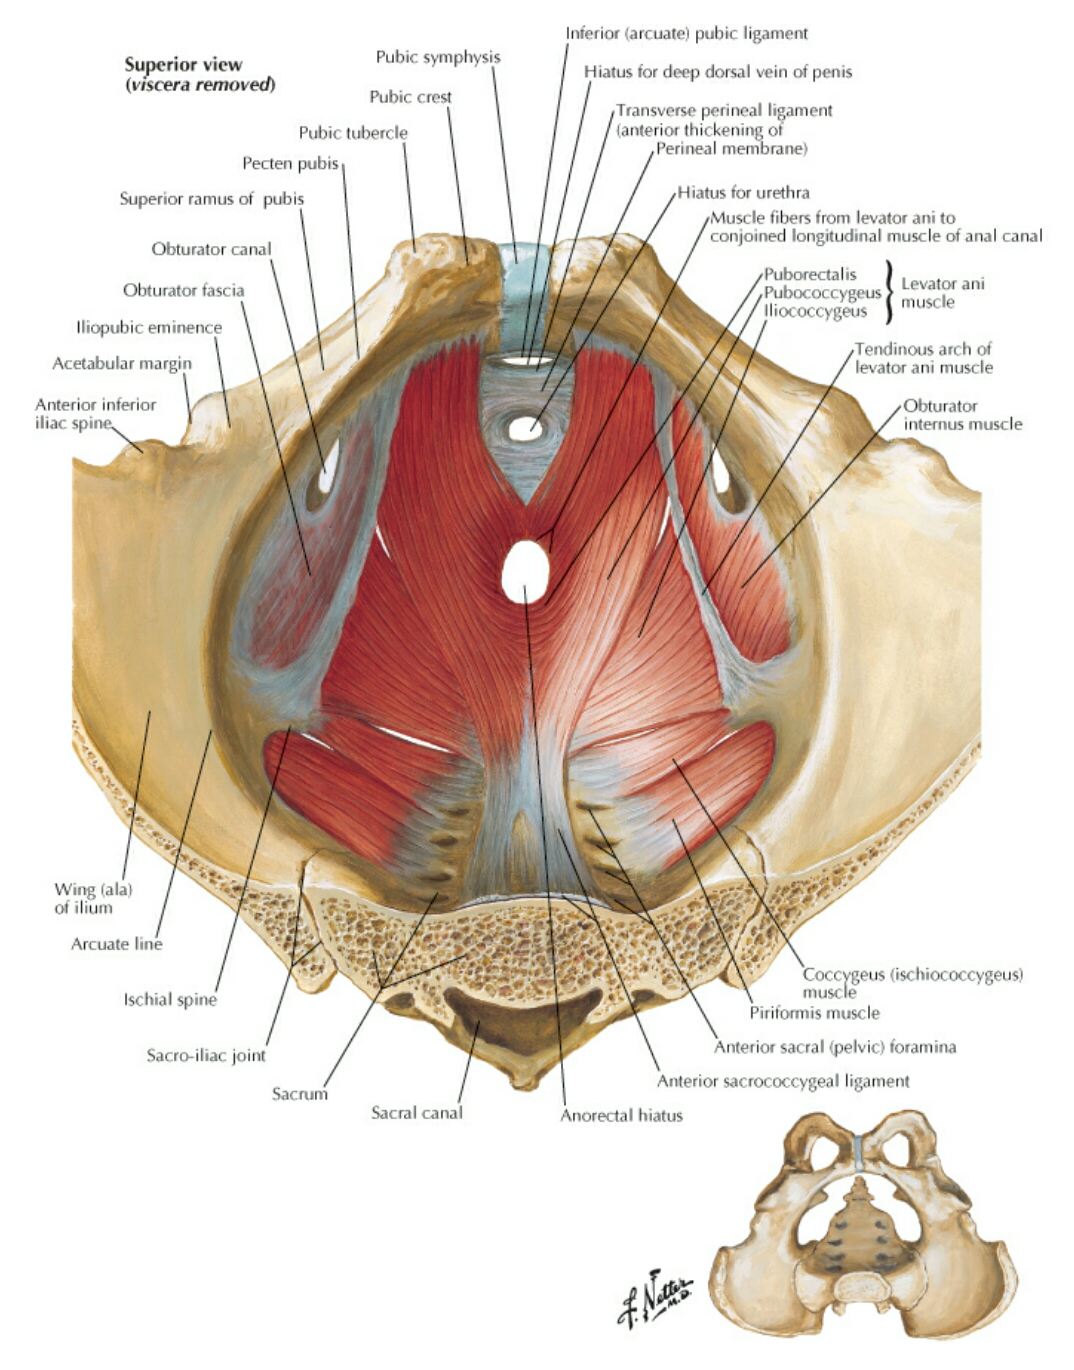 Superior view
(viscera removed)
Inferior (arcuate) pubic ligament
Pubic symphysis
Hiatus for deep dorsal vein of penis
Pubic crest
Transverse perineal ligament
(anterior thickening of
Perineal membrane)
Pubic tubercle
Pecten pubis
Hiatus for urethra
Superior ramus of pubis
Muscle fibers from levator ani to
conjoined longitudinal muscle of anal canal
Obturator canal
Puborectalis
Pubococcygeus
Iliococcygeus
Levator ani
muscle
Obturator fascia
Iliopubic eminence
Tendinous arch of
levator ani muscle
Acetabular margin
Anterior inferior
iliac spine
Obturator
internus muscle
Wing (ala)
of ilium
Arcuate line
Coccygeus (ischiococcygeus)
muscle
Ischial spine
Piriformis muscle
Sacro-iliac joint
Anterior sacral (pelvic) foramina
Sacrum
Anterior sacrococcygeal ligament
Sacral canal
Anorectal hiatus
F. Netter
M.D.